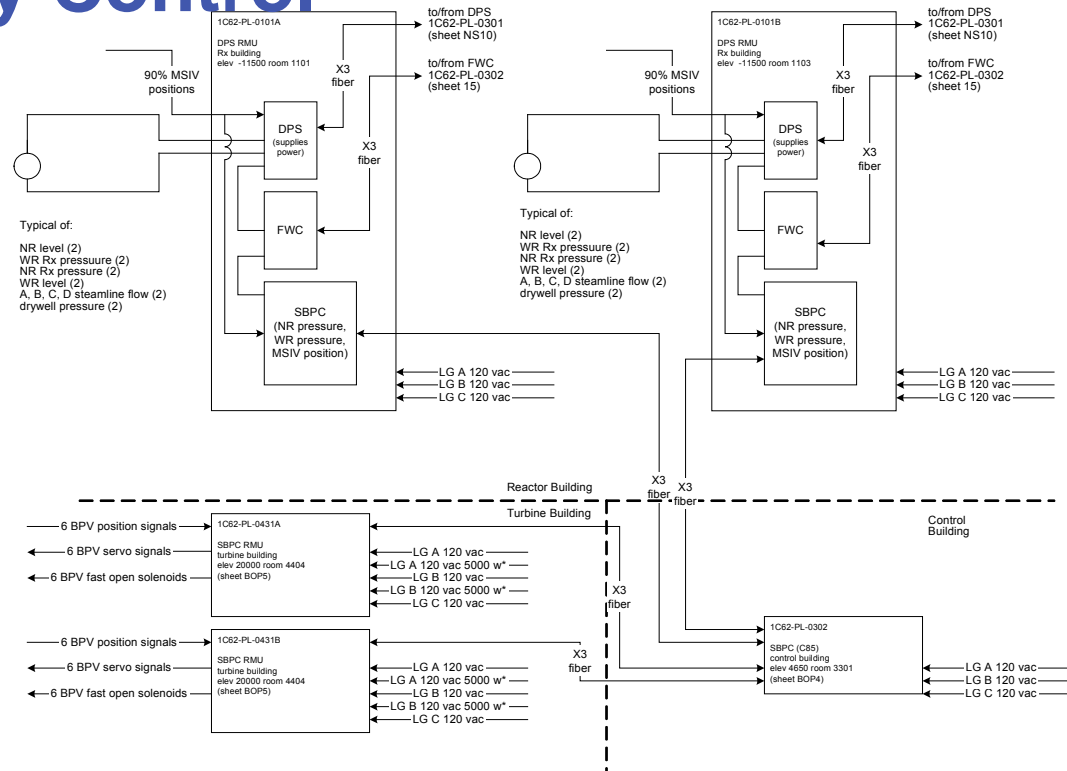 y Control
1C62-PL-0101A
DPS RMU
Rx building
elev -11500 room 1101
to/from DPS
1C62-PL-0301
(sheet NS10)
to/from FWC
1C62-PL-0302
(sheet 15)
90% MSIV
positions
X3
fiber
X3
fiber
DPS
(supplies
power)
FWC
SBPC
(NR pressure,
WR pressure,
MSIV position)
Typical of:
NR level (2)
WR Rx pressuure (2)
NR Rx pressure (2)
WR level (2)
A, B, C, D steamline flow (2)
drywell pressure (2)
LG A 120 vac
LG B 120 vac
LG C 120 vac
1C62-PL-0101B
DPS RMU
Rx building
elev -11500 room 1103
to/from DPS
1C62-PL-0301
(sheet NS10)
to/from FWC
1C62-PL-0302
(sheet 15)
90% MSIV
positions
X3
fiber
X3
fiber
DPS
(supplies
power)
FWC
SBPC
(NR pressure,
WR pressure,
MSIV position)
Typical of:
NR level (2)
WR Rx pressuure (2)
NR Rx pressure (2)
WR level (2)
A, B, C, D steamline flow (2)
drywell pressure (2)
LG A 120 vac
LG B 120 vac
LG C 120 vac
X3
fiber
X3
fiber
Reactor Building
Turbine Building
Control
Building
6 BPV position signals
6 BPV servo signals
6 BPV fast open solenoids
1C62-PL-0431A
SBPC RMU
turbine building
elev 20000 room 4404
(sheet BOP5)
LG A 120 vac
LG A 120 vac 5000 w*
LG B 120 vac
LG B 120 vac 5000 w*
LG C 120 vac
X3
fiber
6 BPV position signals
6 BPV servo signals
6 BPV fast open solenoids
1C62-PL-0431B
SBPC RMU
turbine building
elev 20000 room 4404
(sheet BOP5)
LG A 120 vac
LG A 120 vac 5000 w*
LG B 120 vac
LG B 120 vac 5000 w*
LG C 120 vac
X3
fiber
1C62-PL-0302
SBPC (C85)
control building
elev 4650 room 3301
(sheet BOP4)
LG A 120 vac
LG B 120 vac
LG C 120 vac